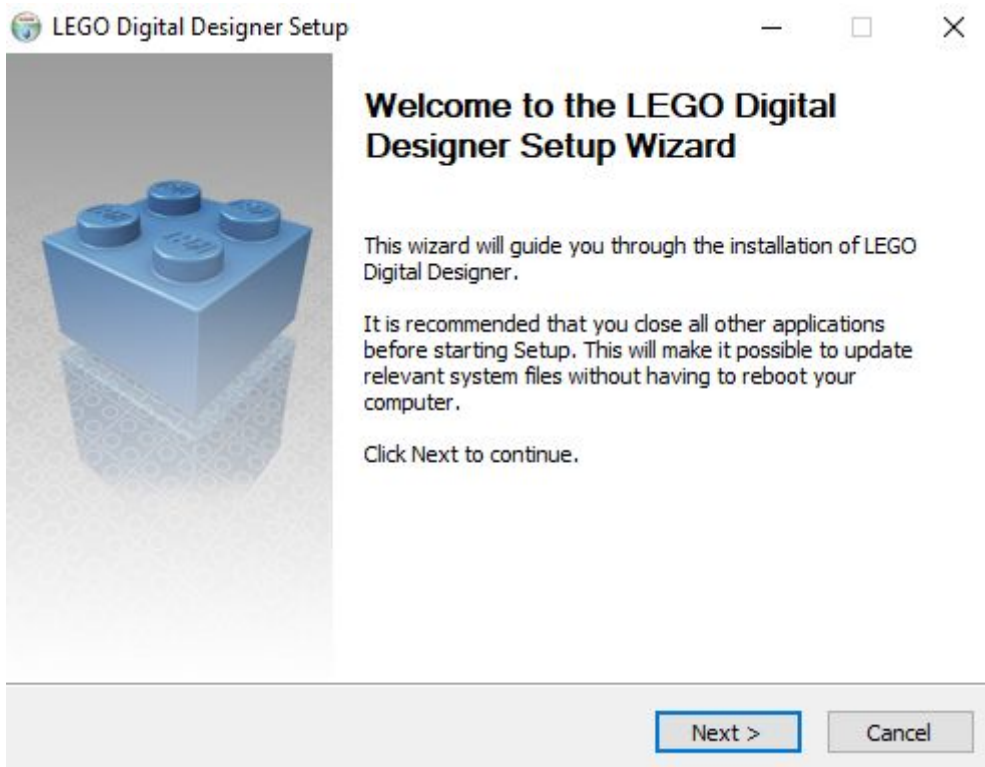 LEGO Digital Designer Setup
Welcome to the LEGO Digital
Designer Setup Wizard
This wizard will guide you through the installation of LEGO
Digital Designer.
It is recommended that you close all other applications
before starting Setup. This will make it possible to update
relevant system files without having to reboot your
computer.
Click Next to continue.
Next >
Cancel